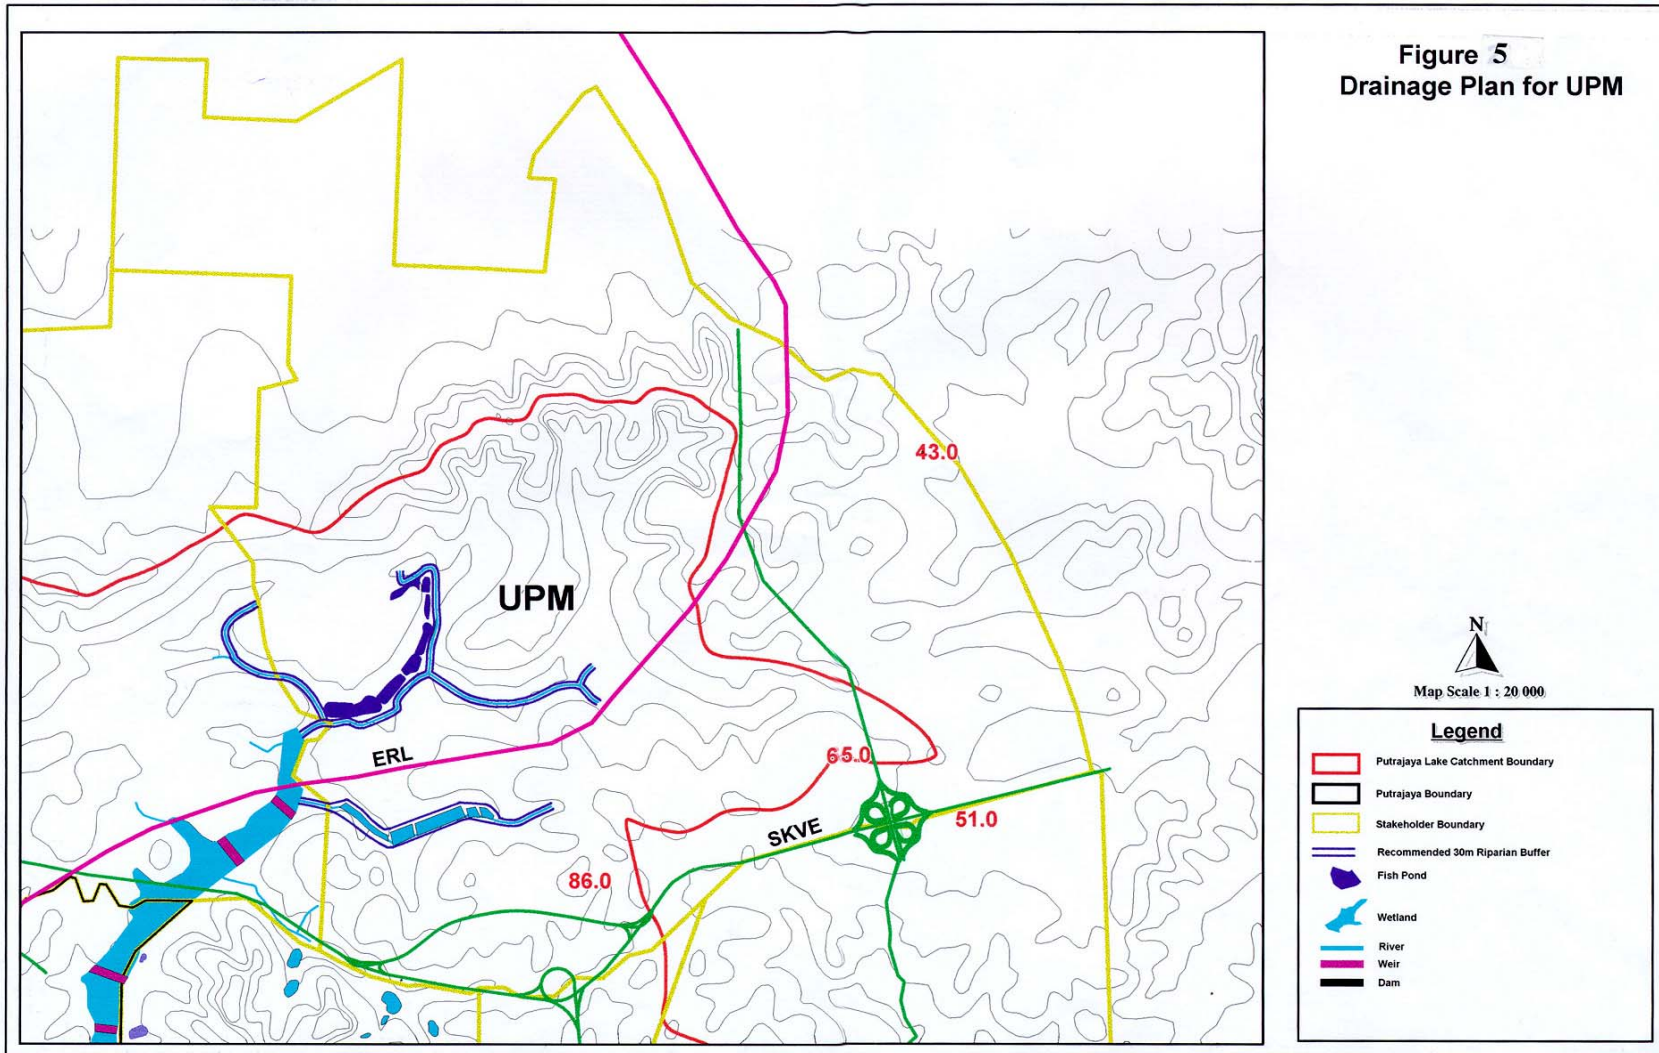 Figure 5
Drainage Plan for UPM
43.0
UPM
ERL
65.0
SKVE
51.0
86.0
N
Map Scale 1 : 20 000
Legend
Putrajaya Lake Catchment Boundary
Putrajaya Boundary
Stakeholder Boundary
Recommended 30m Riparian Buffer
Fish Pond
Wetland
River
Weir
Dam